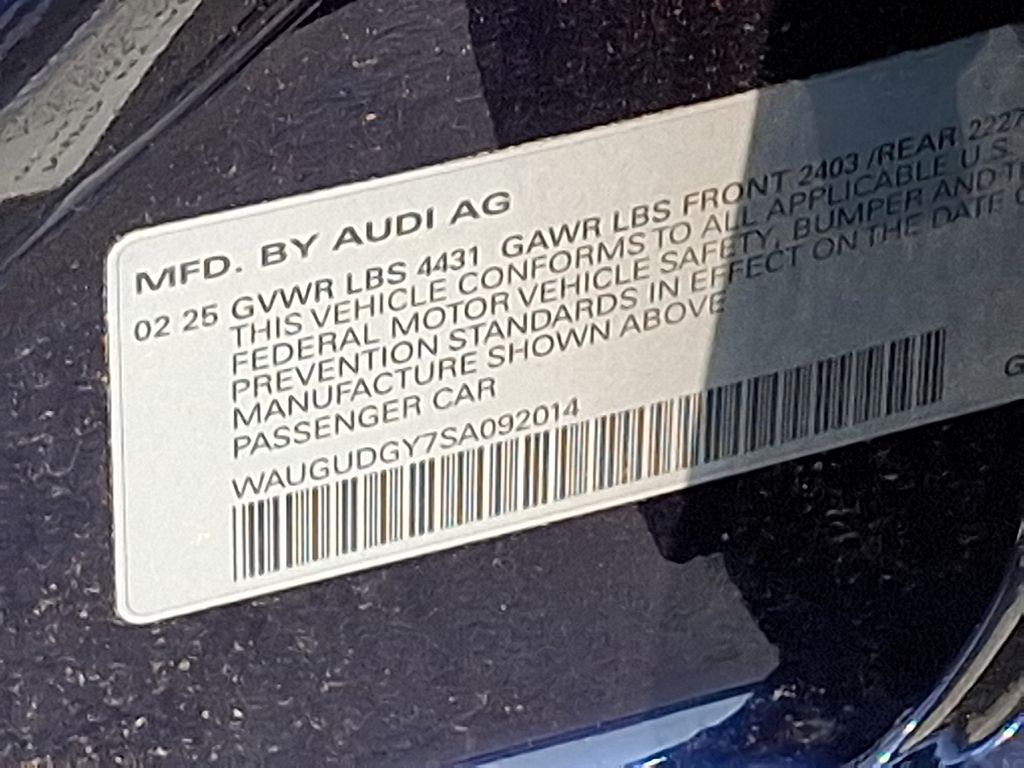 MFD. BY AUDI AG
02 25 GVWR LBS 4431 GAWR LBS FRONT 2403 /REAR 2227
THIS VEHICLE CONFORMS TO ALL APPLICABLE U.S.
FEDERAL MOTOR VEHICLE SAFETY, BUMPER AND
PREVENTION STANDARDS IN EFFECT ON THE DATE
MANUFACTURE SHOWN ABOVE
PASSENGER CAR
WAUGUDGY7SA092014